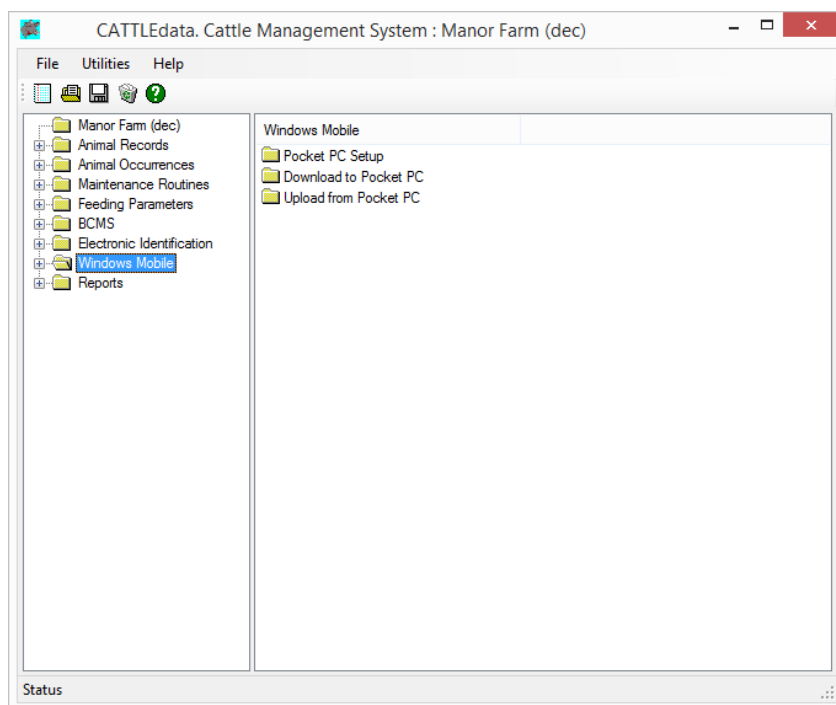 CATTLEdata. Cattle Management System : Manor Farm (dec)
File Utilities Help
Manor Farm (dec)
Animal Records
Animal Occurrences
Maintenance Routines
Feeding Parameters
BCMS
Electronic Identification
Windows Mobile
Reports
Windows Mobile
Pocket PC Setup
Download to Pocket PC
Upload from Pocket PC
Status